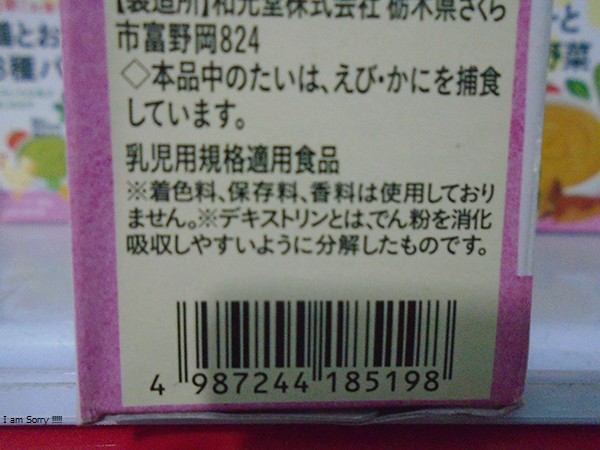 【製造所】和光堂株式会社 栃木県さくら
市富野岡824
◇本品中のたいは、えび・かにを捕食
しています。
乳児用規格適用食品
※着色料、保存料、香料は使用しており
ません。※デキストリンとは、でん粉を消化
吸収しやすいように分解したものです。
4 987244 185198
野菜
I am Sorry !!!!!